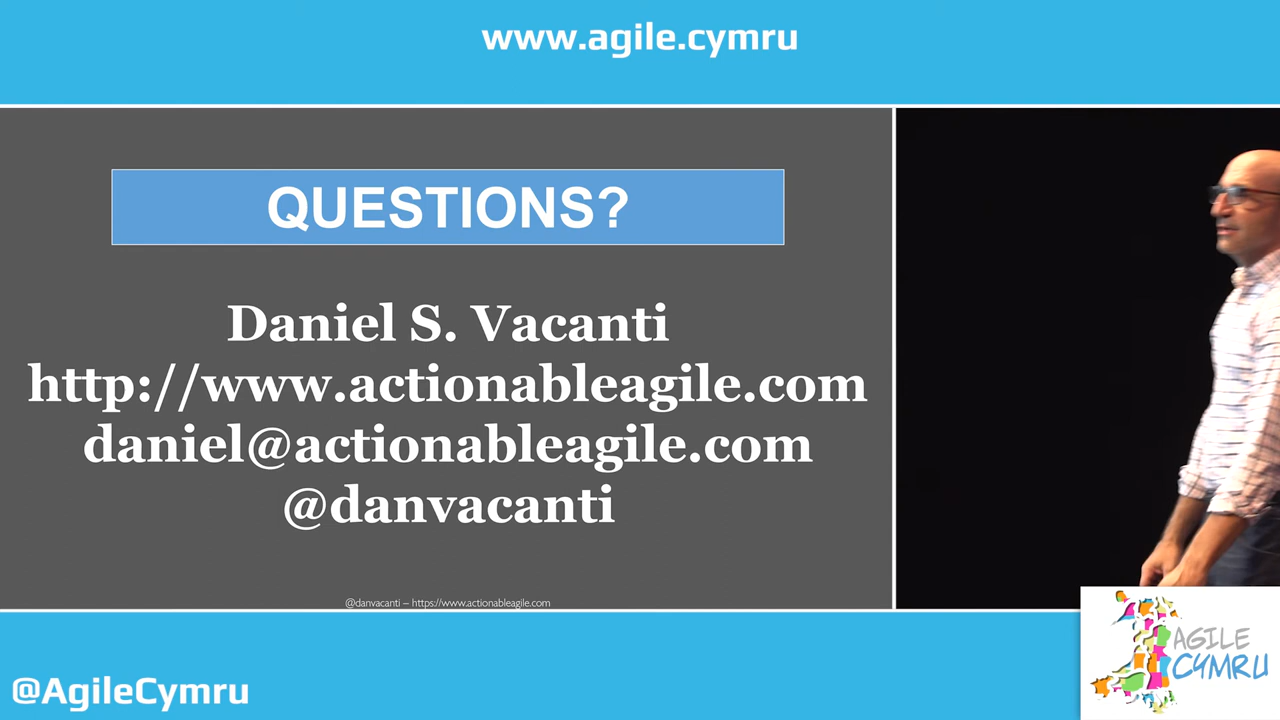 www.agile.cymru
QUESTIONS?
Daniel S. Vacanti
http://www.actionableagile.com
daniel@actionableagile.com
@danvacanti
@danvacanti – https://www.actionableagile.com
@AgileCymru
AGILE
CYMRU